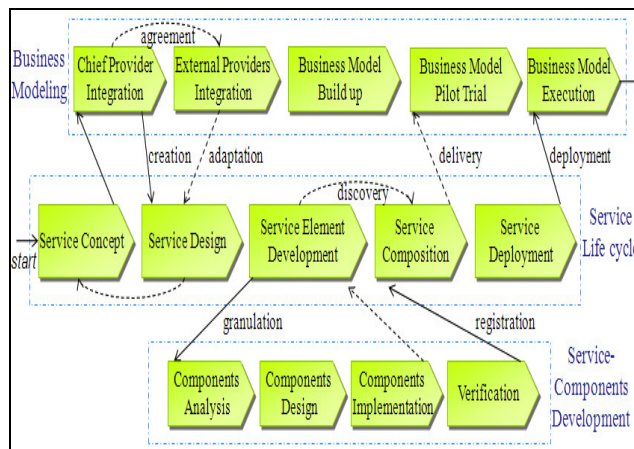 agreement
Business
Modeling
Chief Provider
Integration
External Providers
Integration
Business Model
Build up
Business Model
Pilot Trial
Business Model
Execution
creation
adaptation
delivery
deployment
discovery
start
Service Concept
Service Design
Service Element
Development
Service
Composition
Service
Deployment
Service
Life cycle
granulation
registration
Components
Analysis
Components
Design
Components
Implementation
Verification
Service-
Components
Development